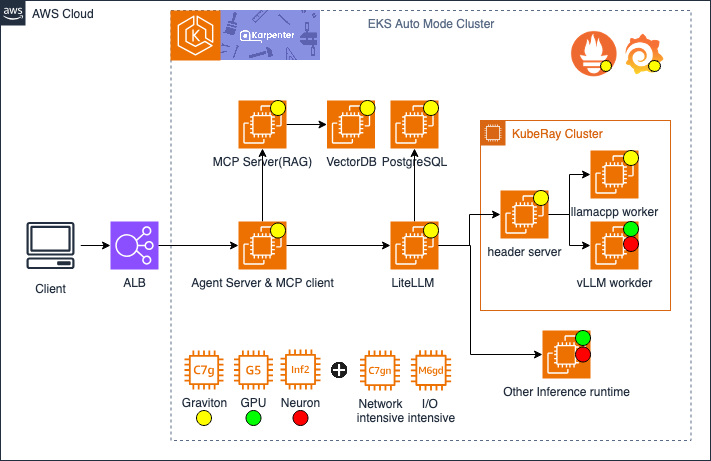 aws
AWS Cloud
Karpenter
EKS Auto Mode Cluster
MCP Server(RAG)
VectorDB
PostgreSQL
KubeRay Cluster
llamacpp worker
header server
vLLM workder
Client
ALB
Agent Server & MCP client
LiteLLM
Other Inference runtime
C7g
G5
Inf2
C7gn
M6gd
Graviton
GPU
Neuron
Network
intensive
I/O
intensive